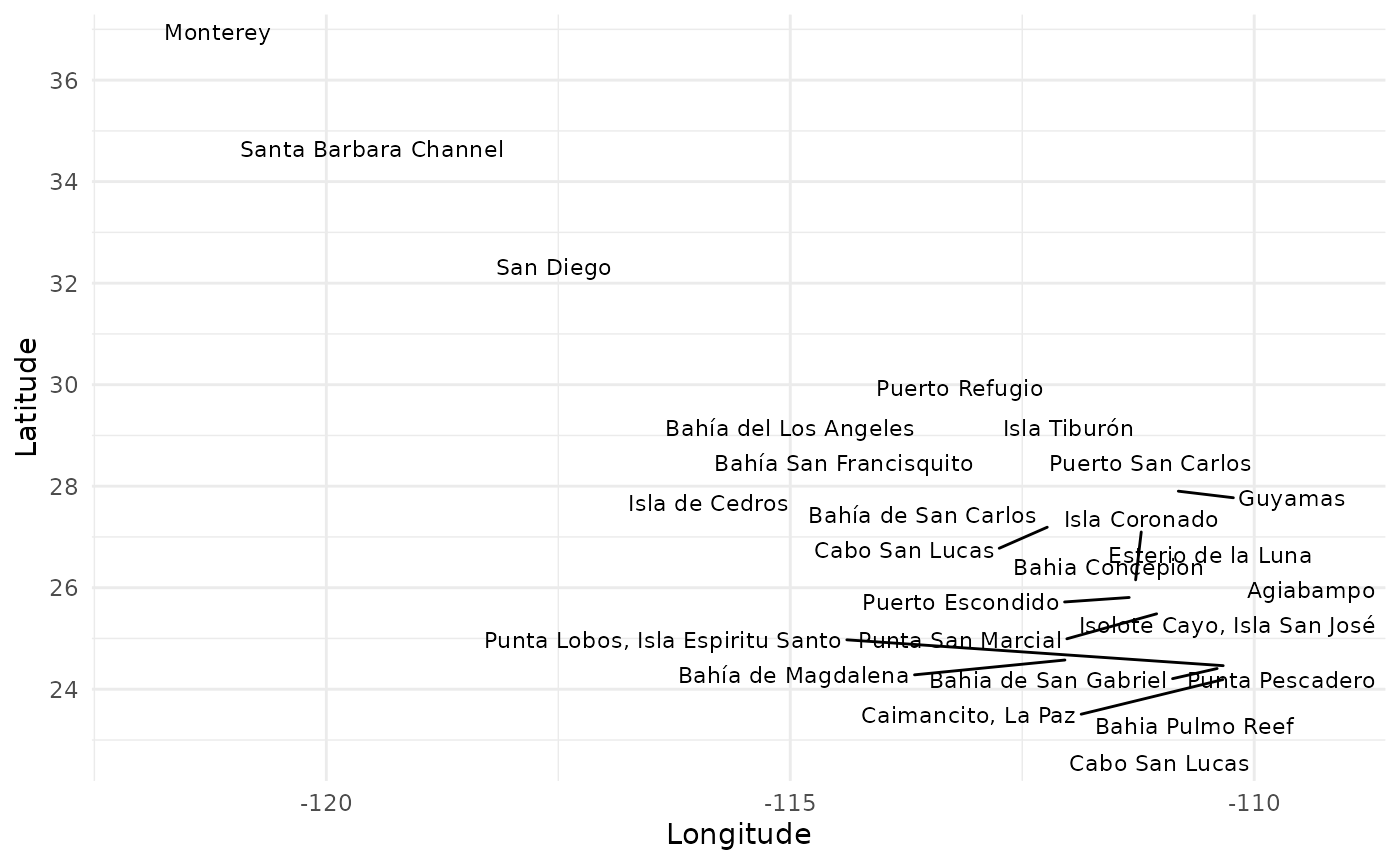 Monterey
36
Santa Barbara Channel
34
San Diego
32
Latitude
30
Puerto Refugio
Bahía del Los Angeles
Isla Tiburón
Bahía San Francisquito
Puerto San Carlos
28
Guyamas
Isla de Cedros
Bahía de San Carlos
Isla Coronado
Cabo San Lucas
Esterio de la Luna
Bahia Concepion
26
Agiabampo
Puerto Escondido
Isolote Cayo, Isla San José
Punta Lobos, Isla Espiritu Santo
Punta San Marcial
Bahía de Magdalena
Bahia de San Gabriel
Punta Pescadero
24
Caimancito, La Paz
Bahia Pulmo Reef
Cabo San Lucas
-120
-115
-110
Longitude